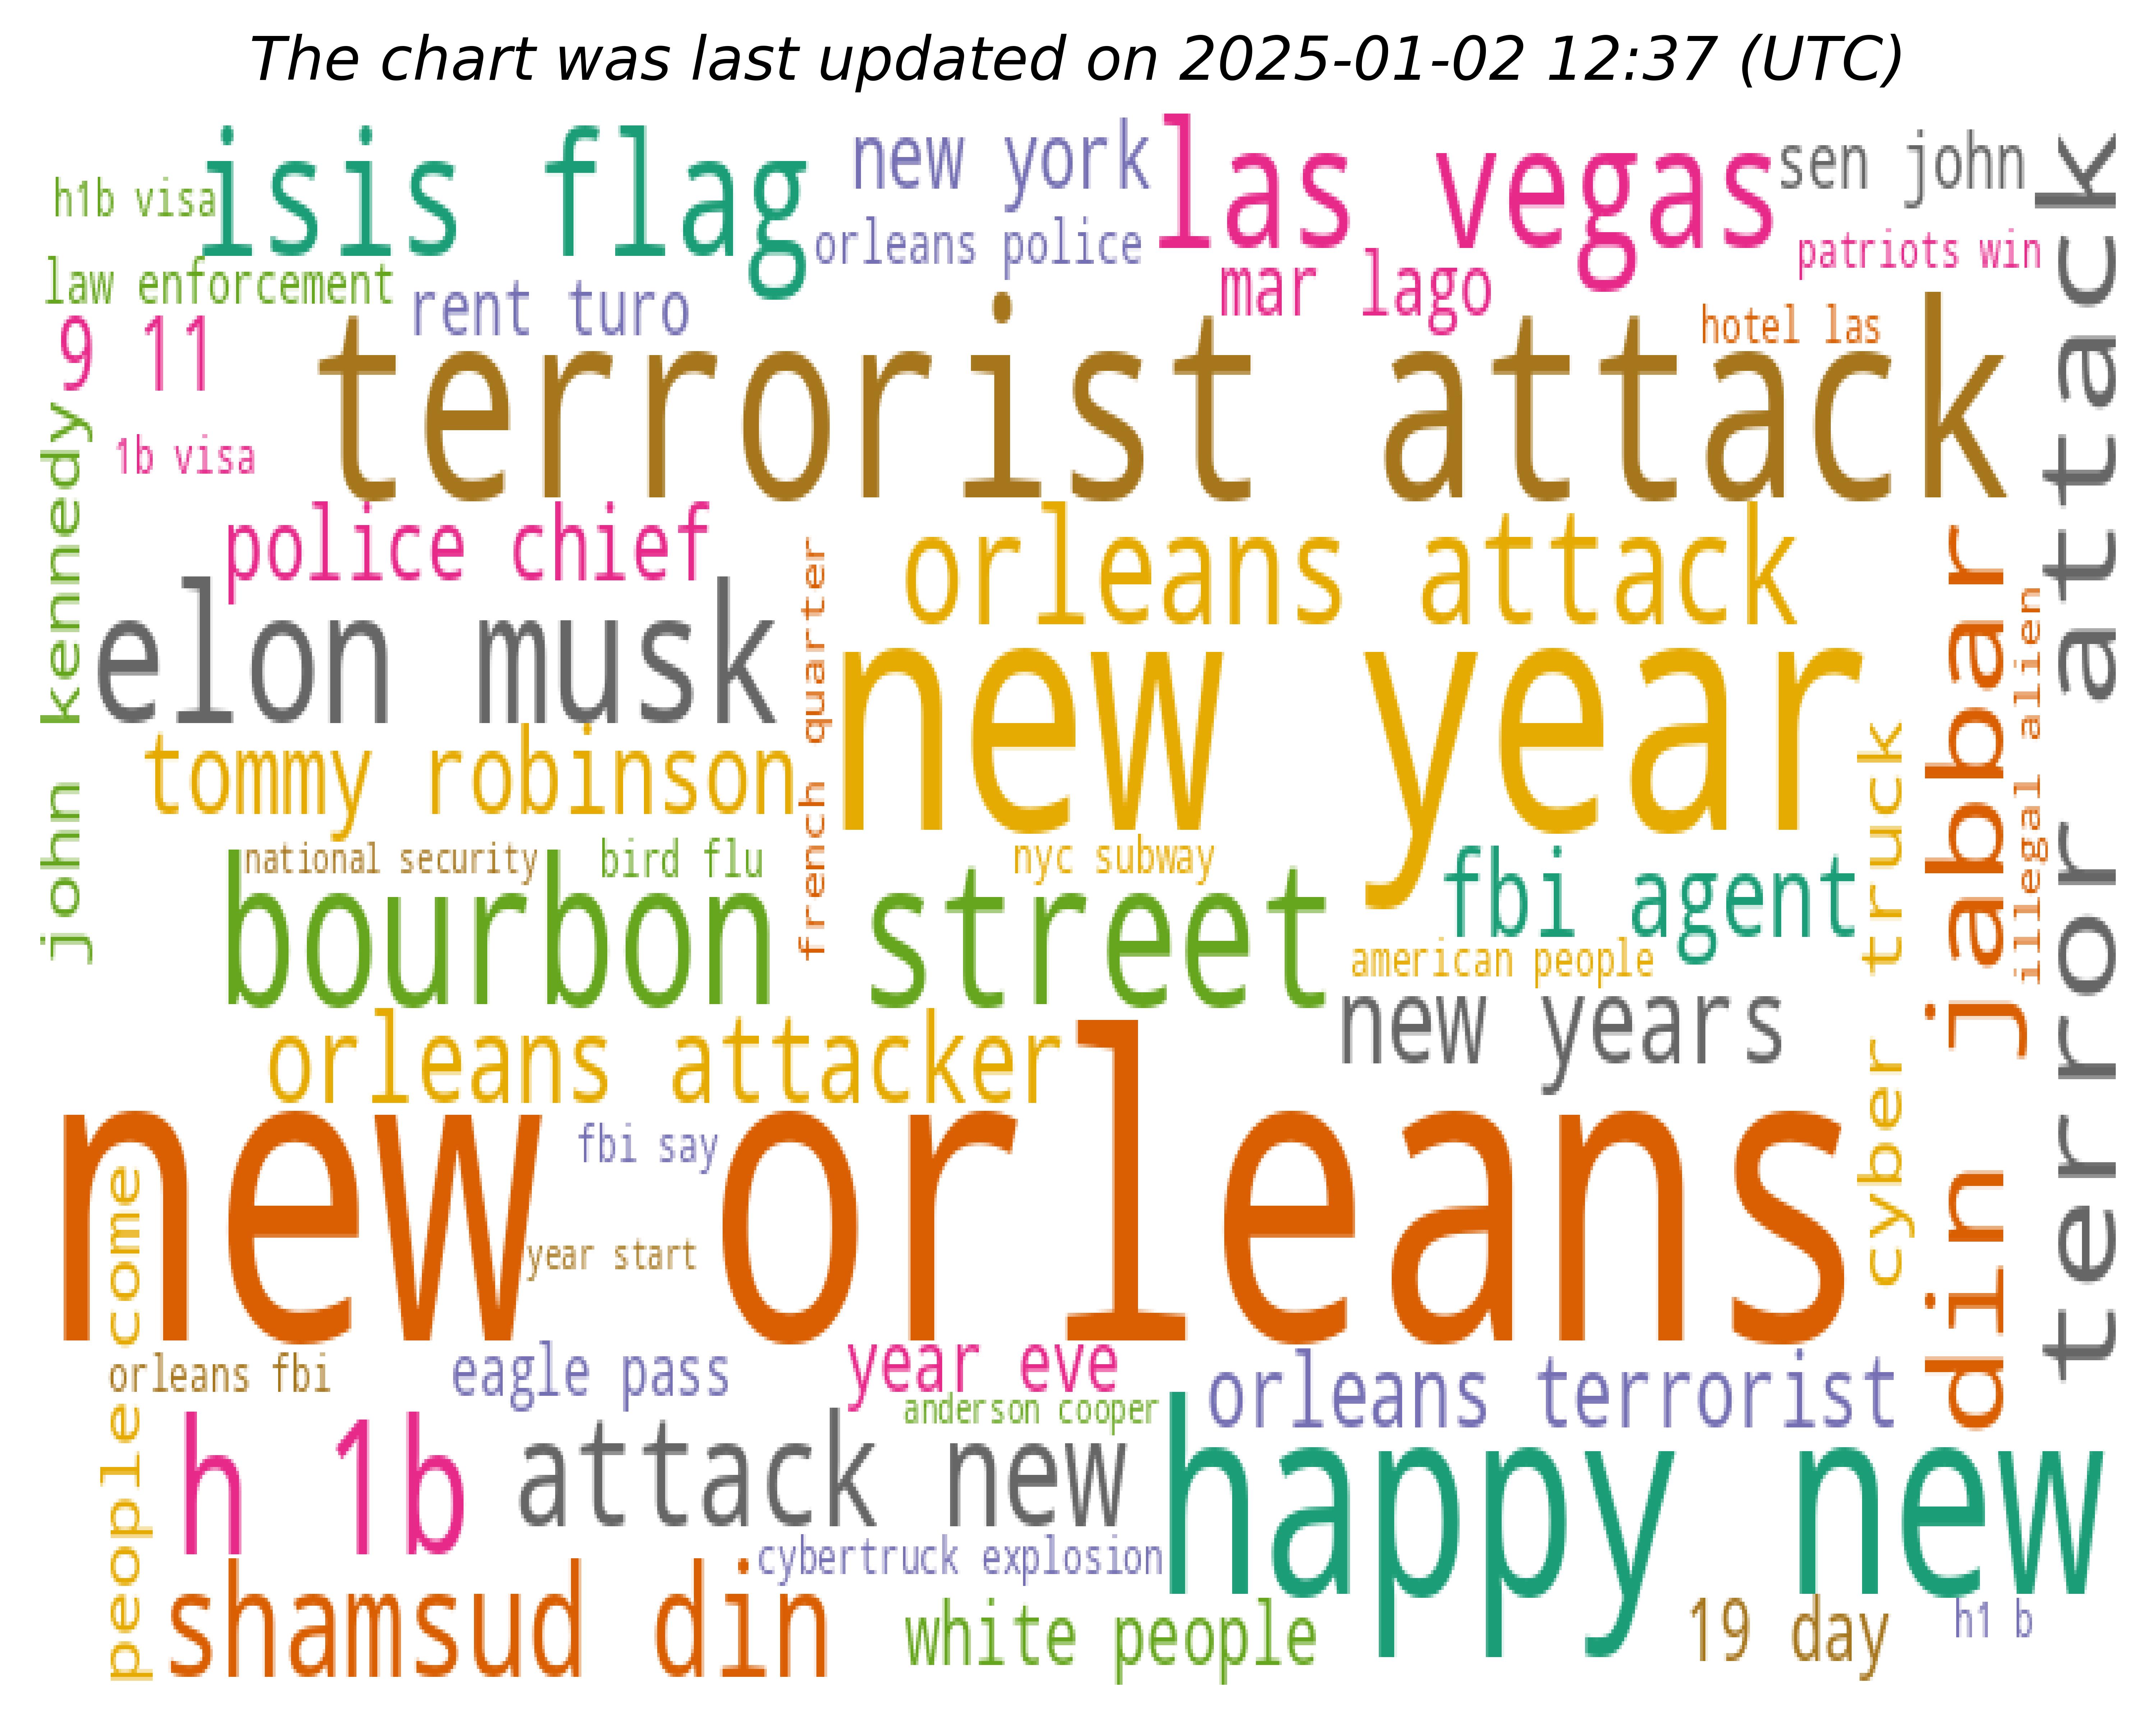 The chart was last updated on 2025-01-02 12:37 (UTC)
isis flag
new york
las vegas
sen john
h1b visa
orleans police
patriots win
law enforcement
rent turo
mar lago
hotel las
9 11
terrorist attack
terror attack
1b visa
john kennedy
police chief
orleans attack
elon musk
french quarter
new year
din j abbar
illegal alien
tommy robinson
cyber truck
national security
bird flu
nyc subway
bourbon street
fbi agent
american people
new years
orleans attacker
new orleans
fbi say
year start
people come
orleans fbi
eagle pass
year eve
orleans terrorist
anderson cooper
h 1b
attack new
happy new
cybertruck explosion
shamsud din
white people
19 day
h1 b